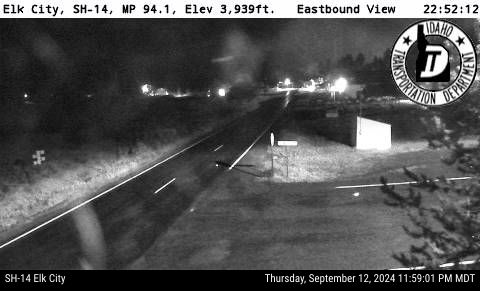 Elk City, SH-14, MP 94.1, Elev 3,939ft. Eastbound View 22:52:12
IDAHO
TRANSPORTATION DEPARTMENT
SH-14 Elk City Thursday, September 12, 2024 11:59:01 PM MDT